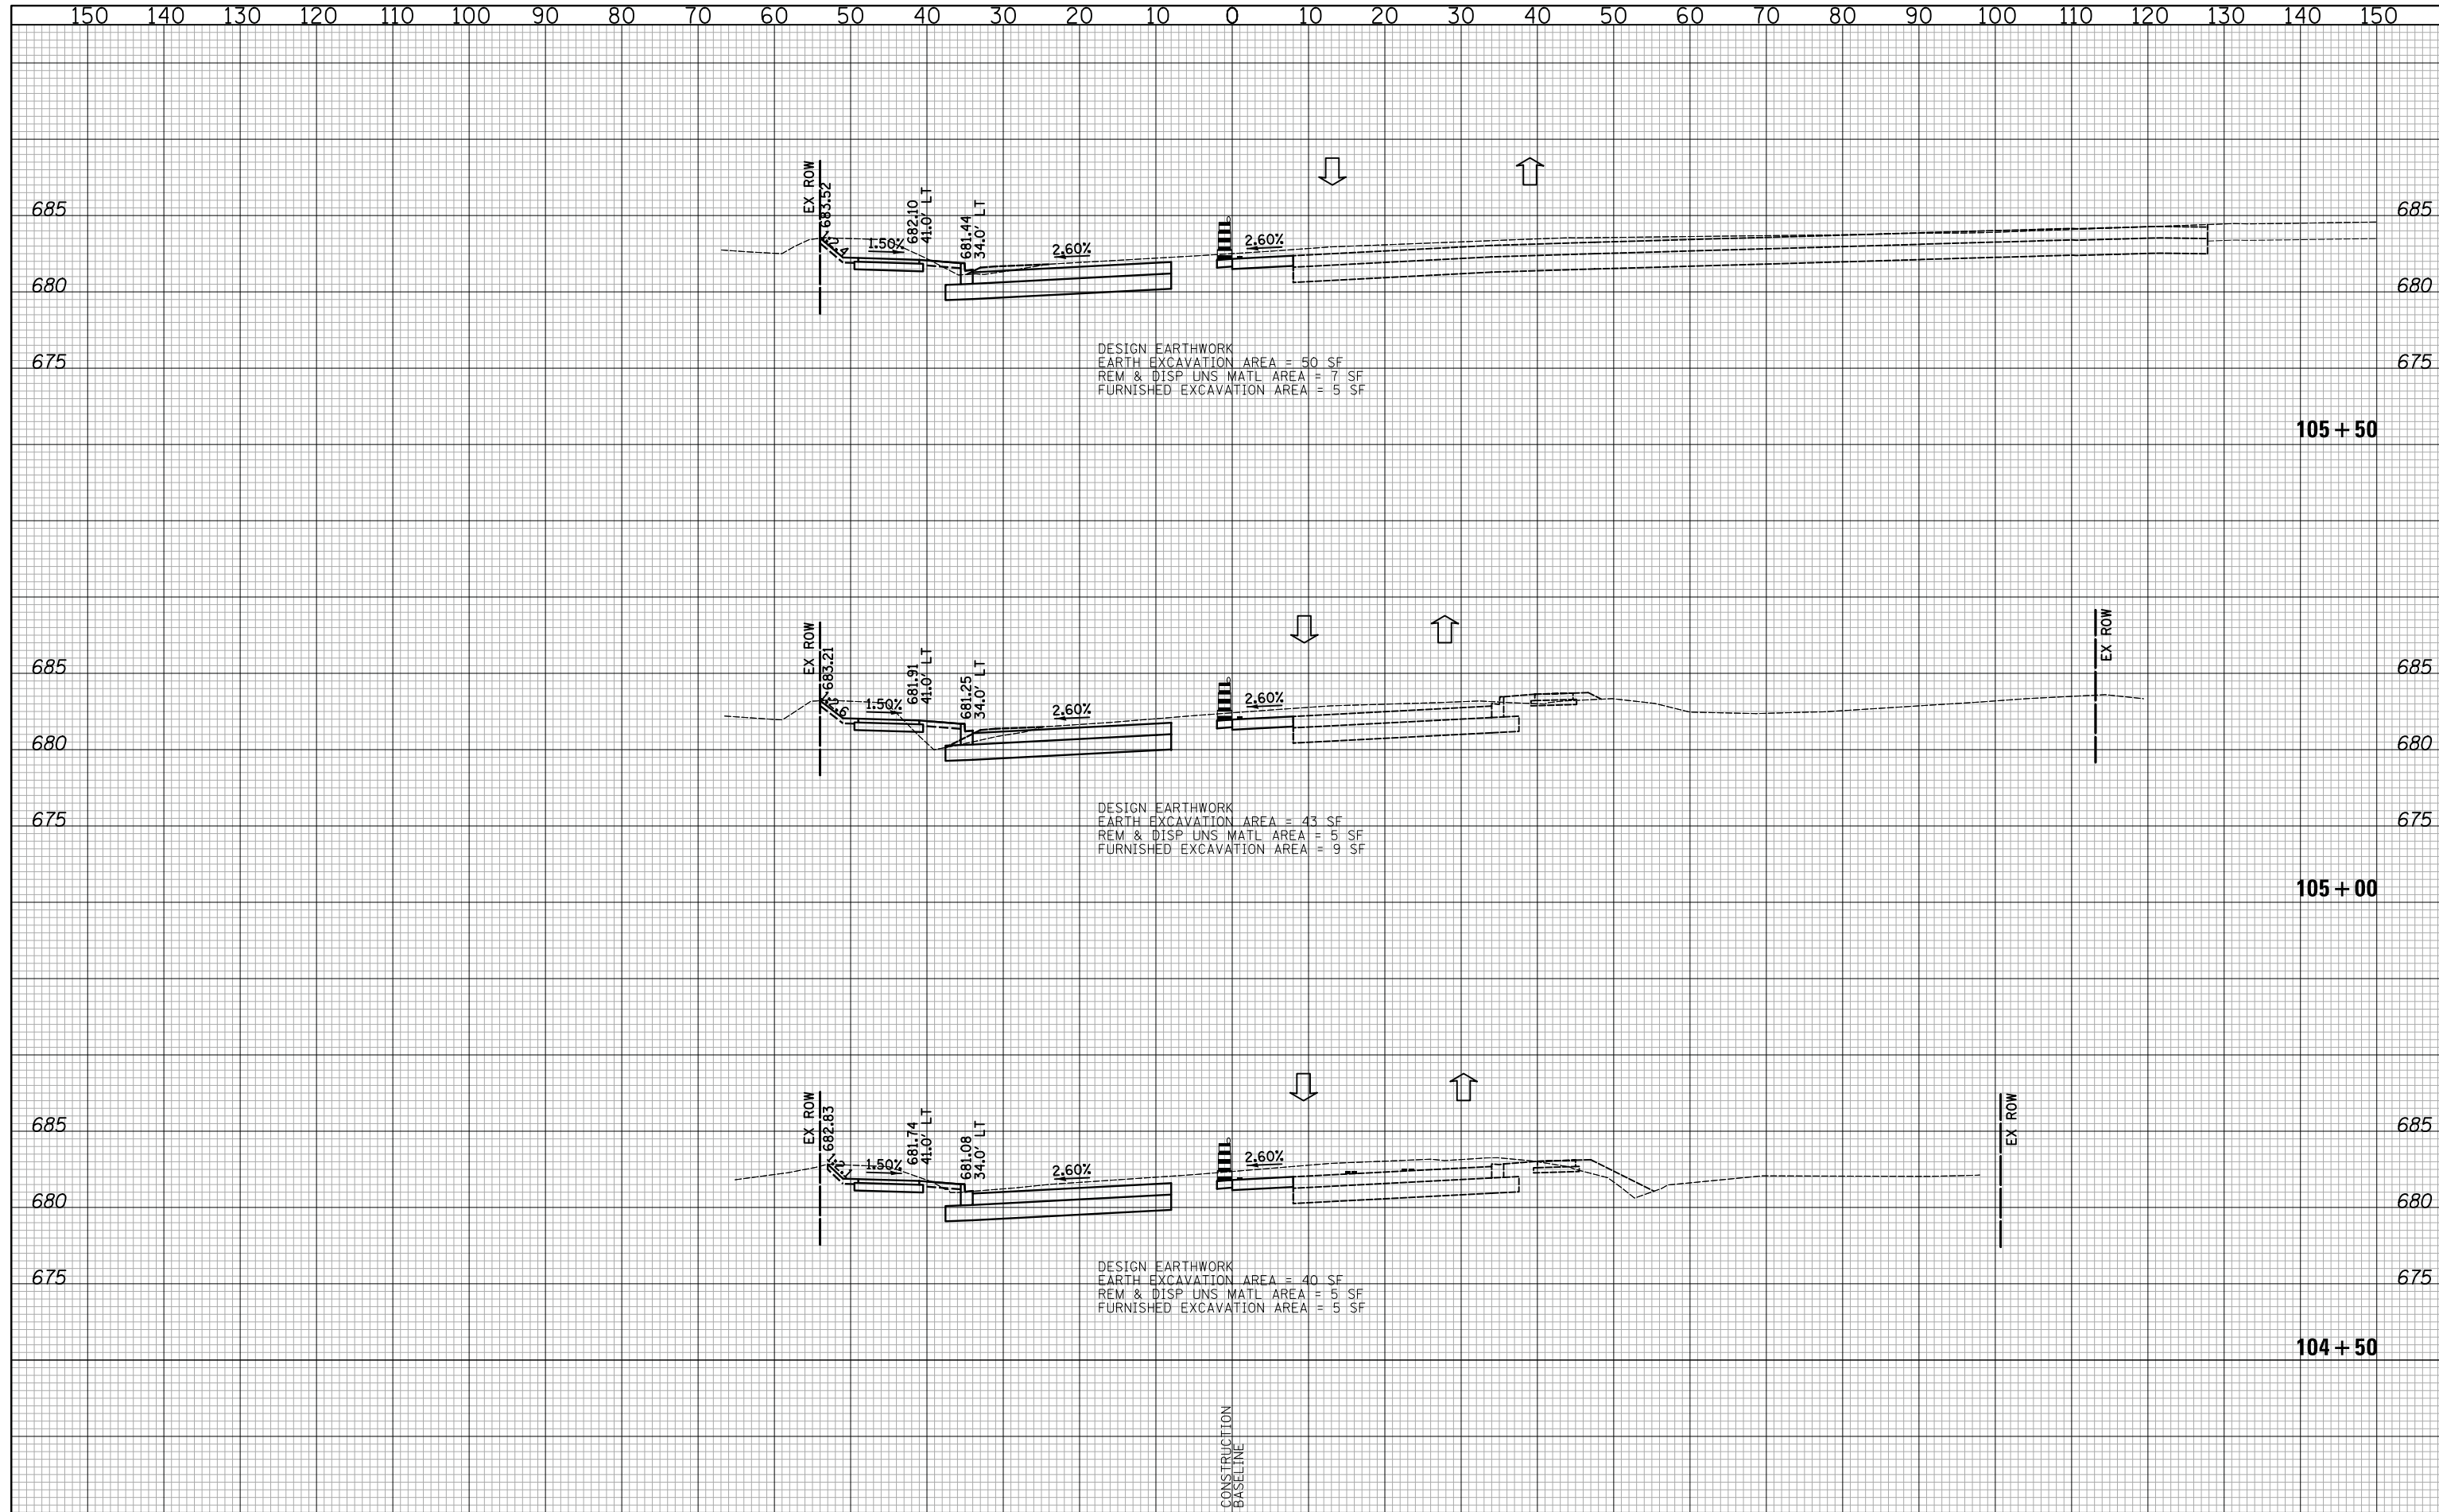 150 140 130 120 110 100 90 80 70 60 50 40 30 20 10 0 10 20 30 40 50 60 70 80 90 100 110 120 130 140 150
EX ROW
683.52
1:2.4
1.50%
682.10
41.0' LT
681.44
34.0' LT
2.60%
2.60%
685 685
680 680
675 675
DESIGN EARTHWORK
EARTH EXCAVATION AREA = 50 SF
REM & DISP UNS MATL AREA = 7 SF
FURNISHED EXCAVATION AREA = 5 SF
105+50
EX ROW
683.21
1:2.6
1.50%
681.91
41.0' LT
681.25
34.0' LT
2.60%
2.60%
EX ROW
685 685
680 680
675 675
DESIGN EARTHWORK
EARTH EXCAVATION AREA = 43 SF
REM & DISP UNS MATL AREA = 5 SF
FURNISHED EXCAVATION AREA = 9 SF
105+00
EX ROW
682.83
1.50%
681.74
41.0' LT
681.08
34.0' LT
2.60%
2.60%
EX ROW
685 685
680 680
675 675
DESIGN EARTHWORK
EARTH EXCAVATION AREA = 40 SF
REM & DISP UNS MATL AREA = 5 SF
FURNISHED EXCAVATION AREA = 5 SF
104+50
CONSTRUCTION
BASELINE